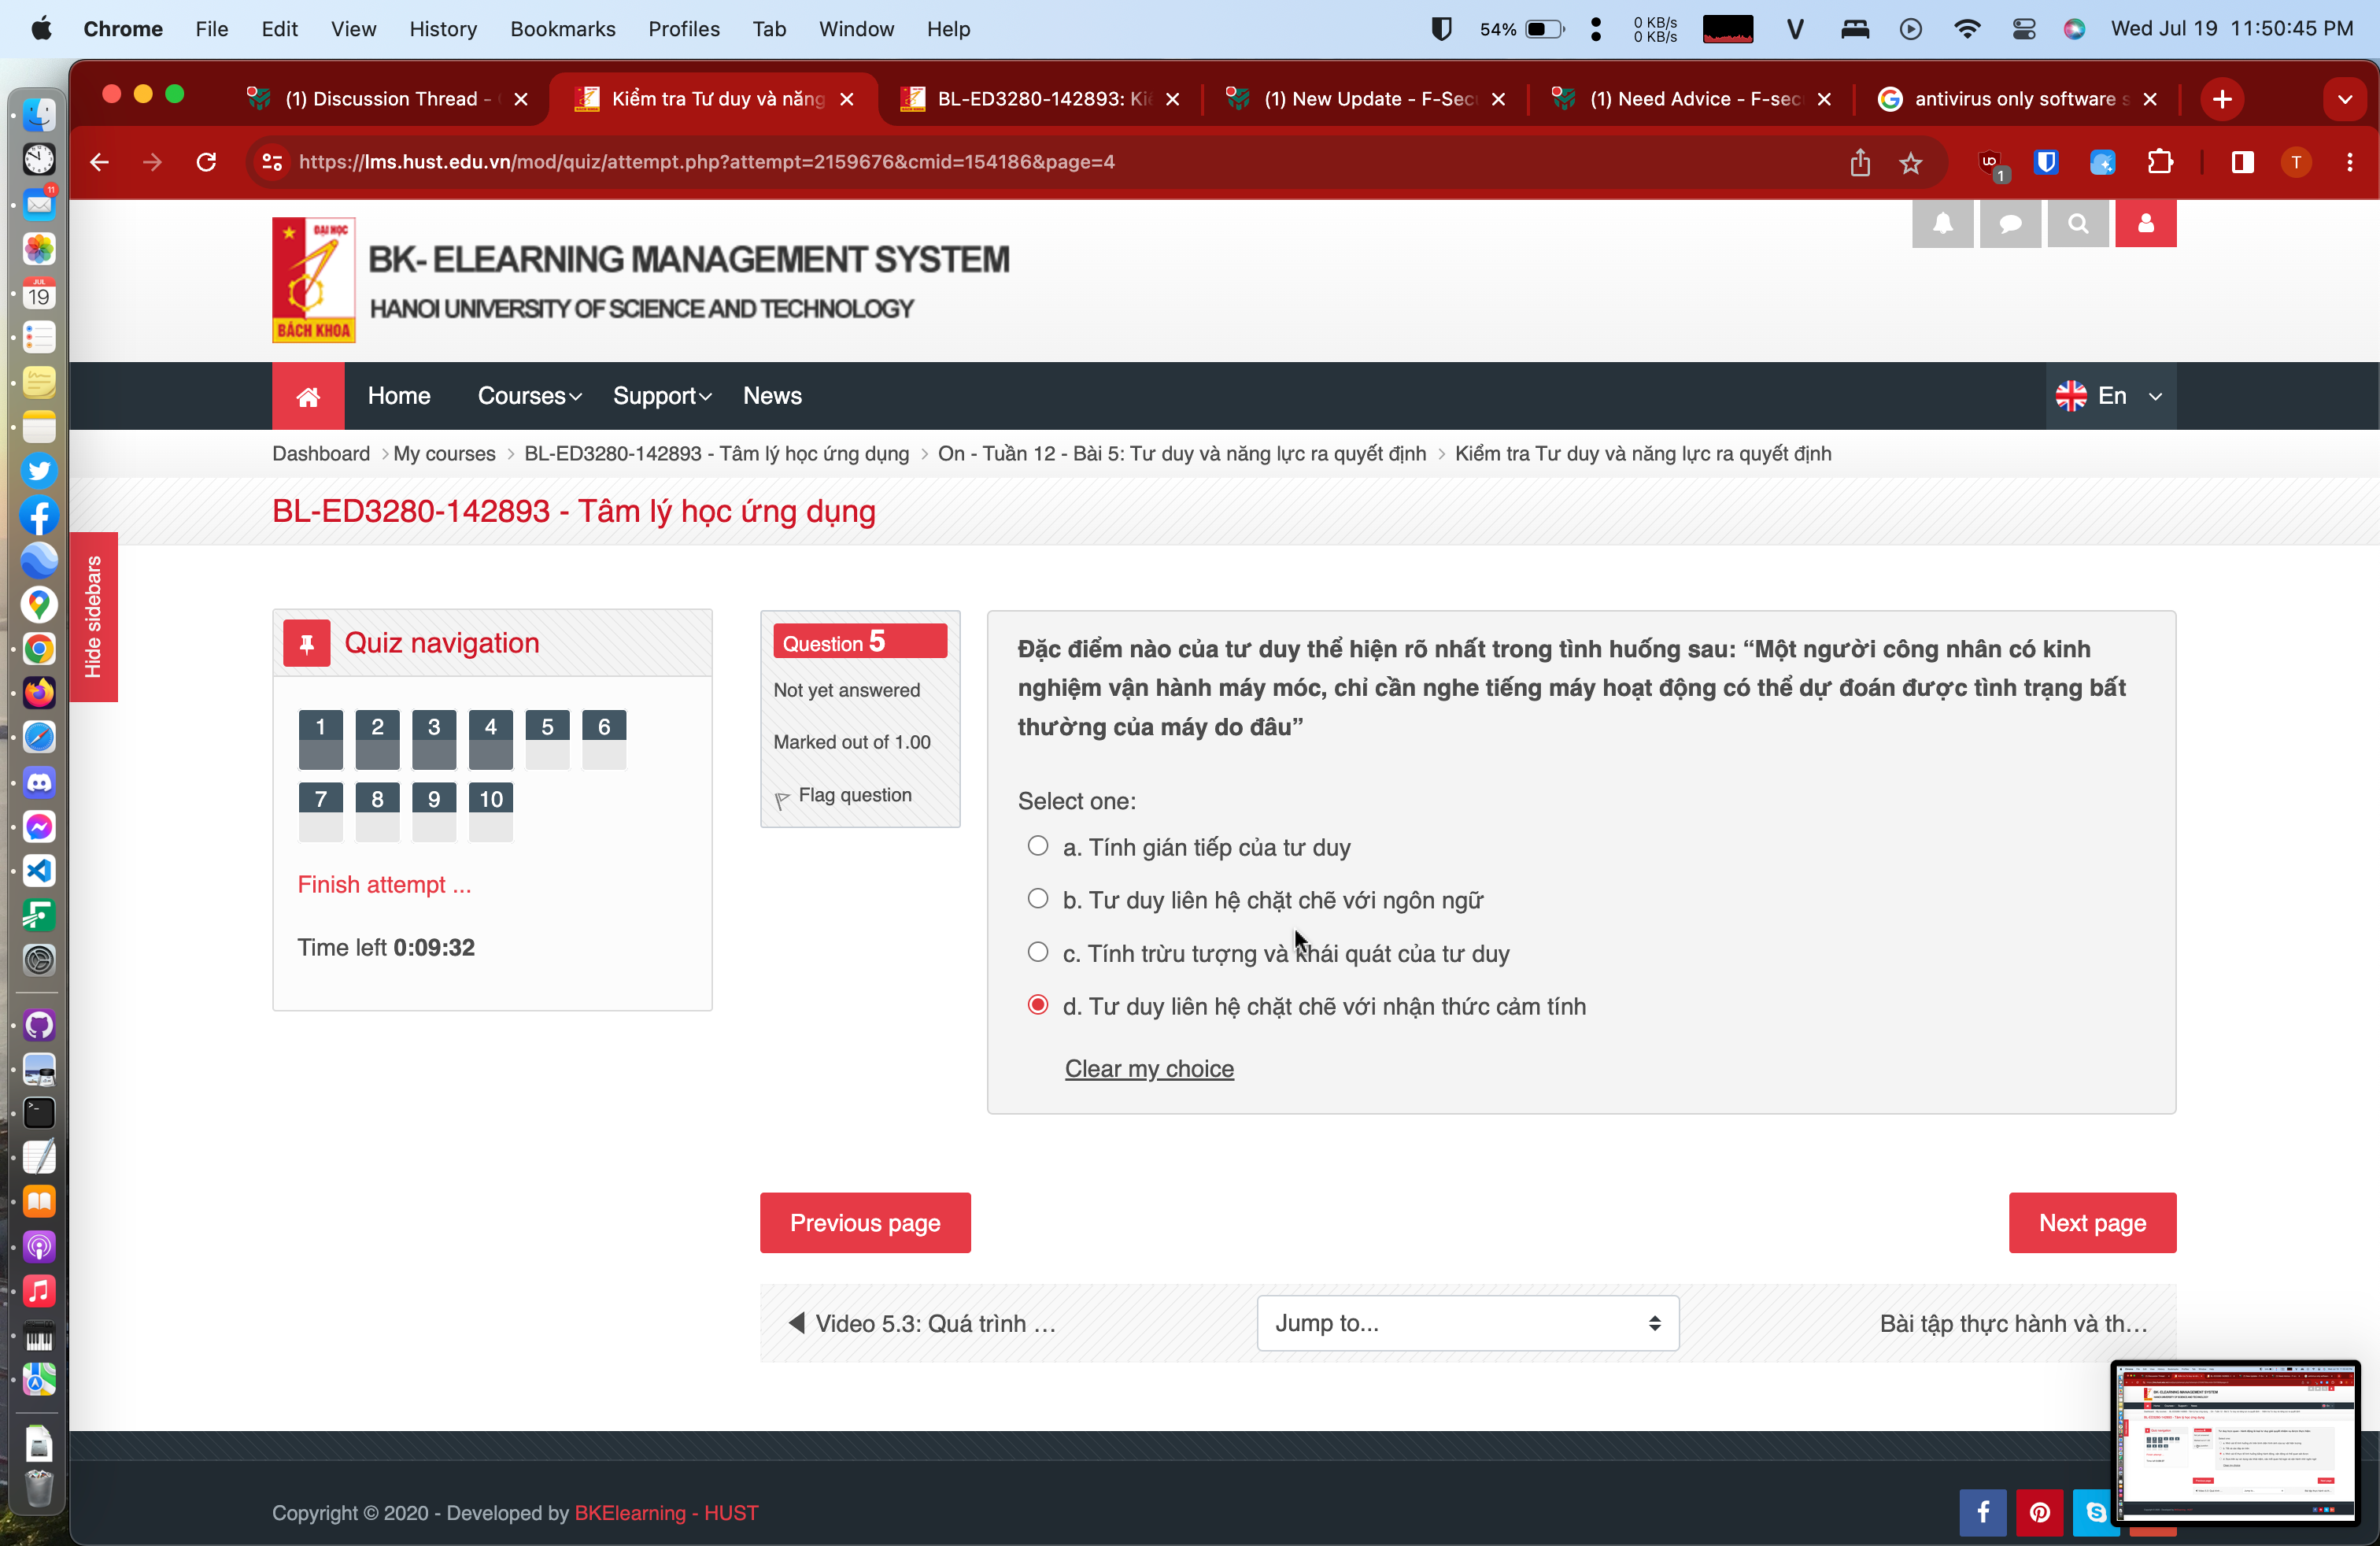 Chrome File Edit View History Bookmarks Profiles Tab Window Help 54% 0 KB/s 0 KB/s Wed Jul 19 11:50:45 PM
(1) Discussion Thread - Kiểm tra Tư duy và năng BL-ED3280-142893: Ki (1) New Update - F-Sec (1) Need Advice - F-sec antivirus only software s
https://lms.hust.edu.vn/mod/quiz/attempt.php?attempt=2159676&cmid=154186&page=4
ĐẠI HỌC
BÁCH KHOA
BK- ELEARNING MANAGEMENT SYSTEM
HANOI UNIVERSITY OF SCIENCE AND TECHNOLOGY
Home Courses Support News En
Dashboard > My courses > BL-ED3280-142893 - Tâm lý học ứng dụng > On - Tuần 12 - Bài 5: Tư duy và năng lực ra quyết định > Kiểm tra Tư duy và năng lực ra quyết định
BL-ED3280-142893 - Tâm lý học ứng dụng
Hide sidebars
Quiz navigation
1 2 3 4 5 6
7 8 9 10
Finish attempt ...
Time left 0:09:32
Question 5
Not yet answered
Marked out of 1.00
Flag question
Đặc điểm nào của tư duy thể hiện rõ nhất trong tình huống sau: “Một người công nhân có kinh
nghiệm vận hành máy móc, chỉ cần nghe tiếng máy hoạt động có thể dự đoán được tình trạng bất
thường của máy do đâu”
Select one:
a. Tính gián tiếp của tư duy
b. Tư duy liên hệ chặt chẽ với ngôn ngữ
c. Tính trừu tượng và khái quát của tư duy
d. Tư duy liên hệ chặt chẽ với nhận thức cảm tính
Clear my choice
Previous page Next page
Video 5.3: Quá trình ... Jump to... Bài tập thực hành và th...
Copyright © 2020 - Developed by BKElearning - HUST